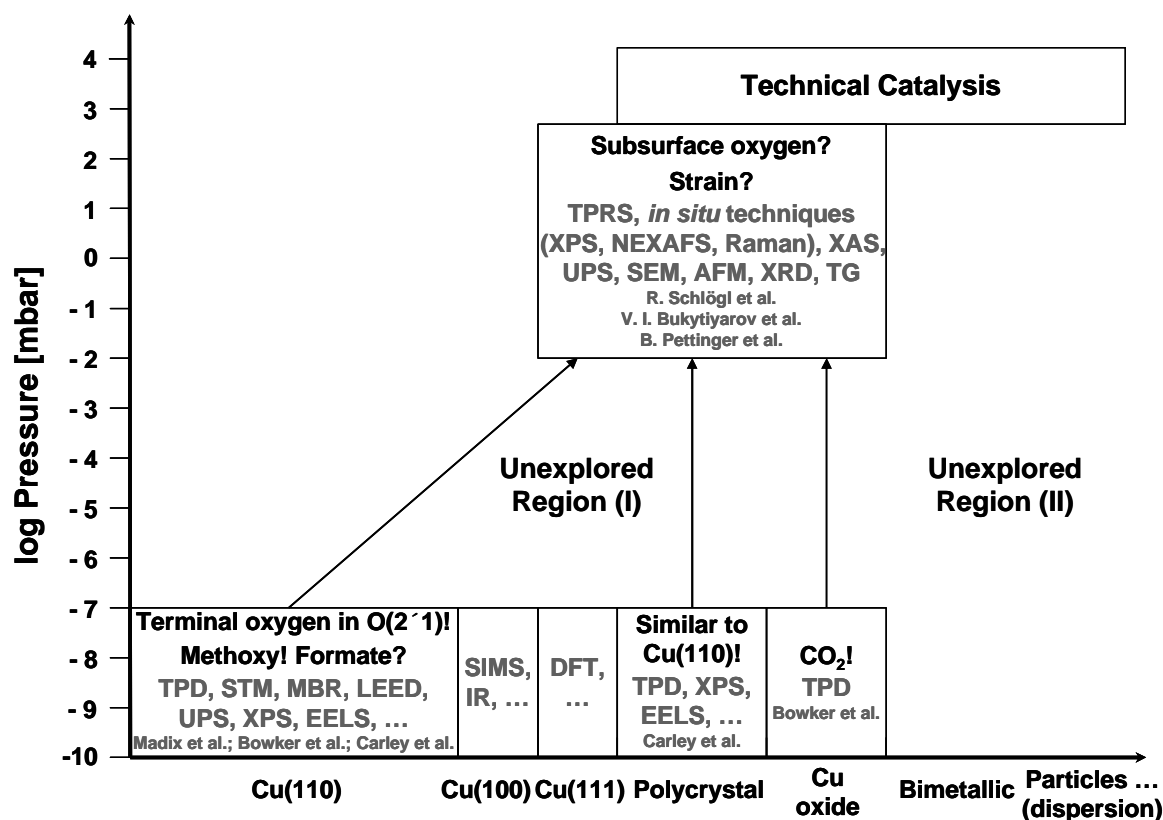 4
3
2
1
0
- 1
- 2
- 3
- 4
- 5
- 6
- 7
- 8
- 9
-10
log Pressure [mbar]
Technical Catalysis
Subsurface oxygen?
Strain?
TPRS, in situ techniques
(XPS, NEXAFS, Raman), XAS,
UPS, SEM, AFM, XRD, TG
R. Schlögl et al.
V. I. Bukytiyarov et al.
B. Pettinger et al.
Unexplored
Region (I)
Unexplored
Region (II)
Terminal oxygen in O(2´1)!
Methoxy! Formate?
TPD, STM, MBR, LEED,
UPS, XPS, EELS, …
Madix et al.; Bowker et al.; Carley et al.
SIMS,
IR, …
DFT,
…
Similar to
Cu(110)!
TPD, XPS,
EELS, …
Carley et al.
CO₂!
TPD
Bowker et al.
Cu(110)
Cu(100)
Cu(111)
Polycrystal
Cu
oxide
Bimetallic
Particles …
(dispersion)